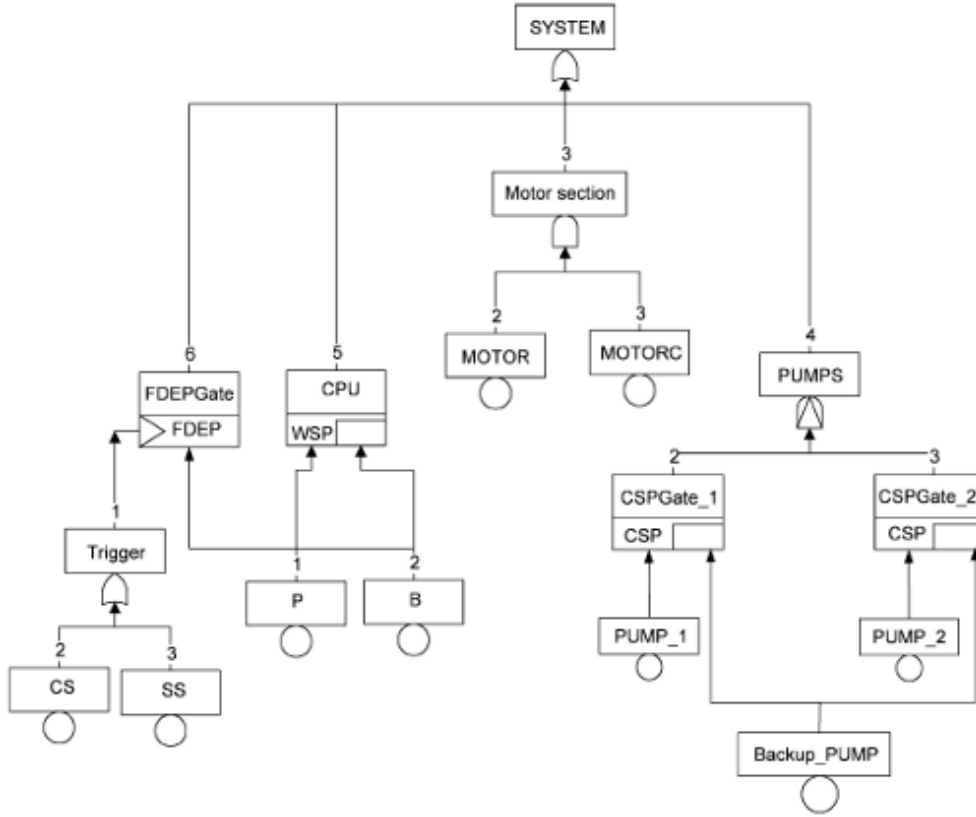 SYSTEM
3
Motor section
2
3
MOTOR
MOTORC
6
5
4
FDEPGate
CPU
PUMPS
FDEP
WSP
2
3
CSPGate_1
CSPGate_2
CSP
CSP
1
Trigger
1
2
P
B
PUMP_1
PUMP_2
2
3
CS
SS
Backup_PUMP